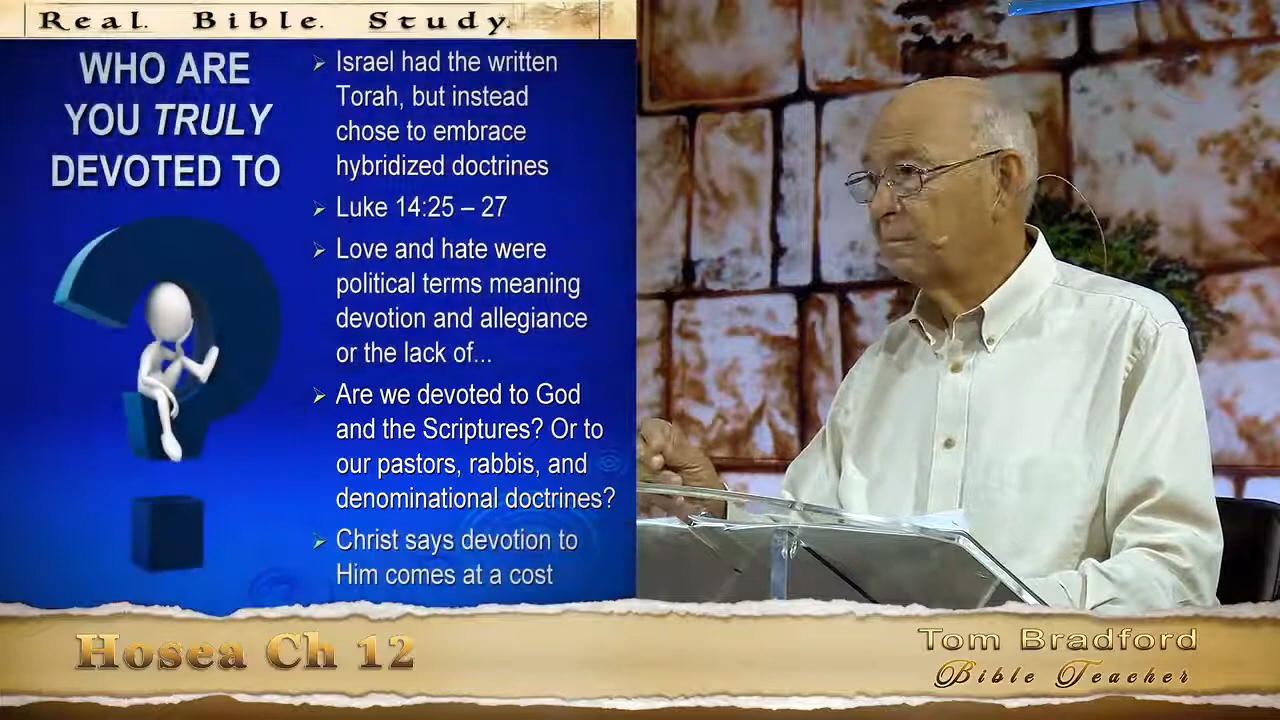 Real. Bible. Study.
WHO ARE
YOU TRULY
DEVOTED TO
➢ Israel had the written
Torah, but instead
chose to embrace
hybridized doctrines
➢ Luke 14:25 – 27
➢ Love and hate were
political terms meaning
devotion and allegiance
or the lack of...
➢ Are we devoted to God
and the Scriptures? Or to
our pastors, rabbis, and
denominational doctrines?
➢ Christ says devotion to
Him comes at a cost
Hosea Ch 12
Tom Bradford
Bible Teacher